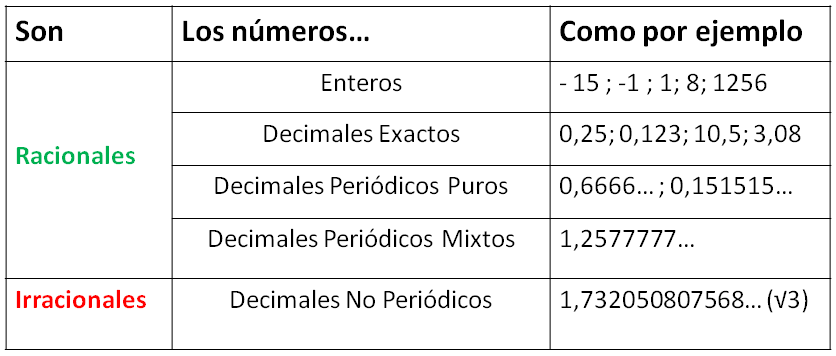 Son Los números... Como por ejemplo
Racionales
Enteros - 15 ; -1 ; 1; 8; 1256
Decimales Exactos 0,25; 0,123; 10,5; 3,08
Decimales Periódicos Puros 0,6666... ; 0,151515...
Decimales Periódicos Mixtos 1,2577777...
Irracionales Decimales No Periódicos 1,732050807568... (√3)